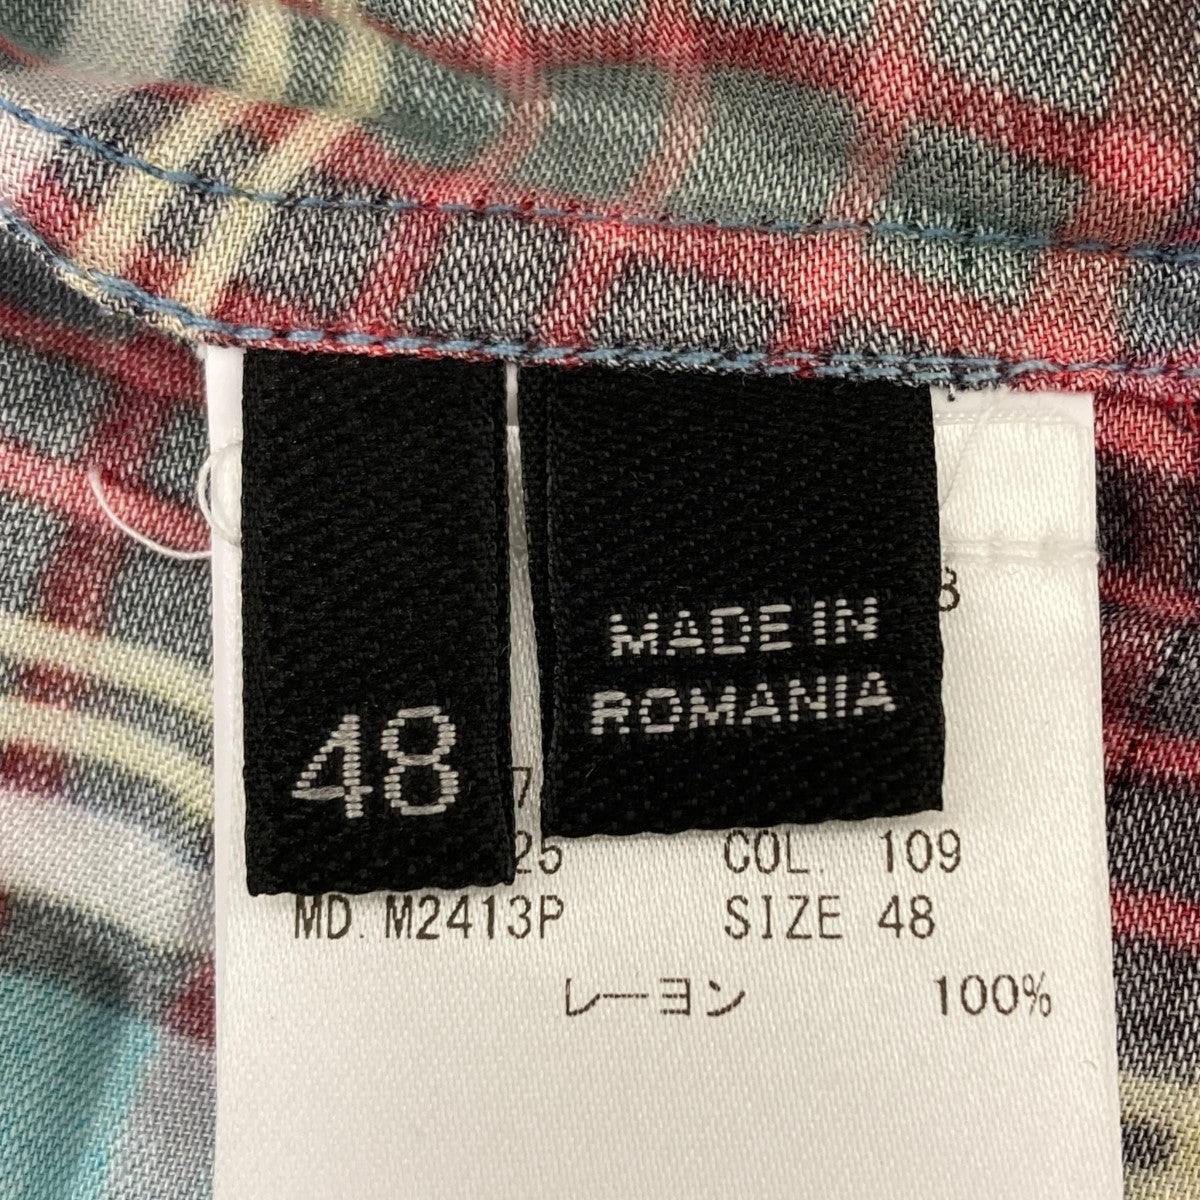 48
MADE IN
ROMANIA
COL. 109
MD. M2413P SIZE 48
レーヨン 100%